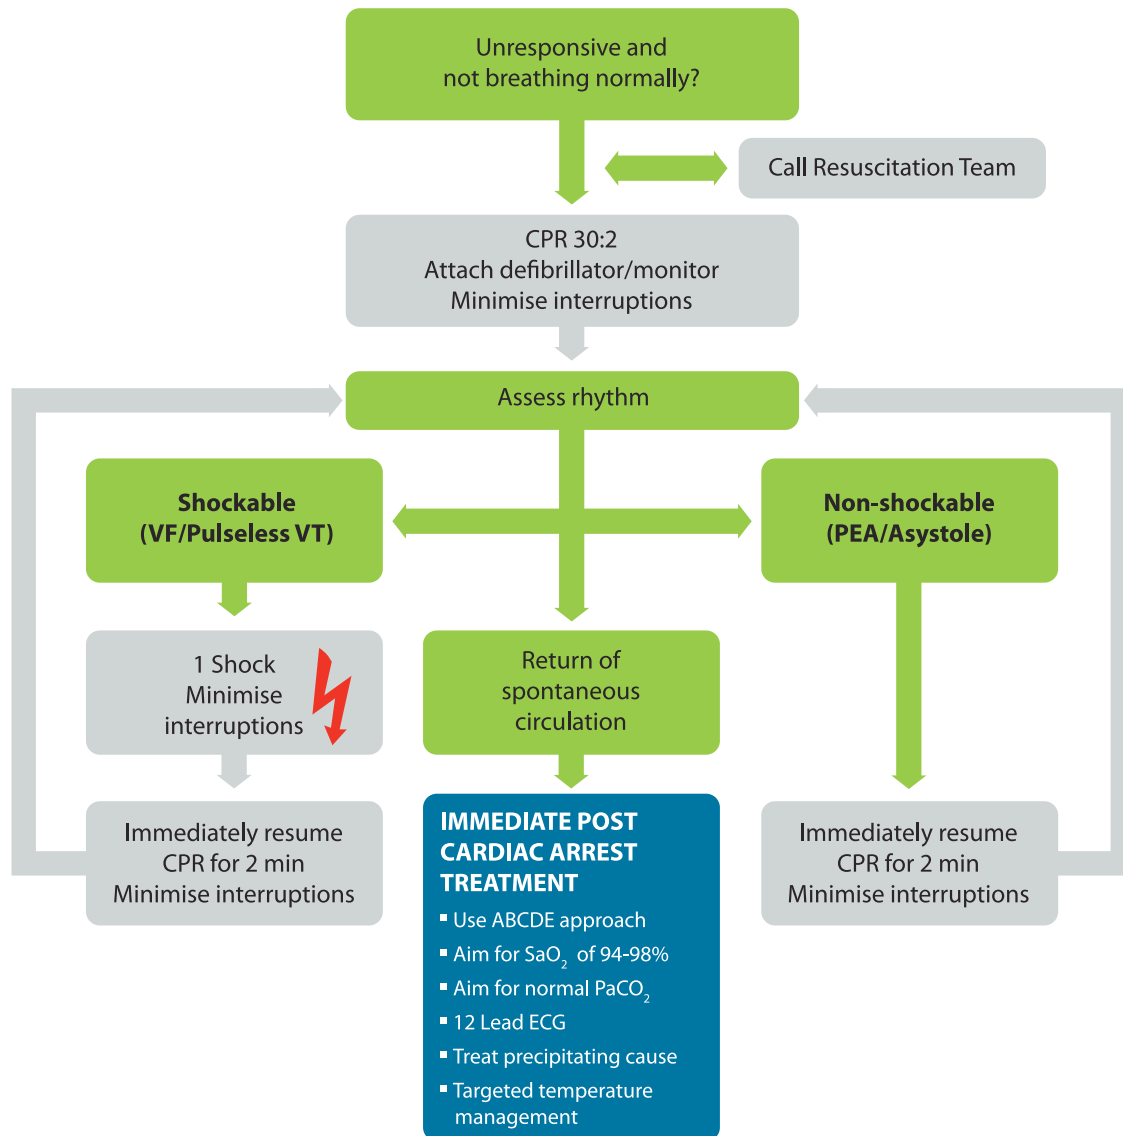 Unresponsive and
not breathing normally?
Call Resuscitation Team
CPR 30:2
Attach defibrillator/monitor
Minimise interruptions
Assess rhythm
Shockable
(VF/Pulseless VT)
Non-shockable
(PEA/Asystole)
1 Shock
Minimise
interruptions
Return of
spontaneous
circulation
Immediately resume
CPR for 2 min
Minimise interruptions
IMMEDIATE POST
CARDIAC ARREST
TREATMENT
▪ Use ABCDE approach
▪ Aim for SaO₂ of 94-98%
▪ Aim for normal PaCO₂
▪ 12 Lead ECG
▪ Treat precipitating cause
▪ Targeted temperature
management
Immediately resume
CPR for 2 min
Minimise interruptions